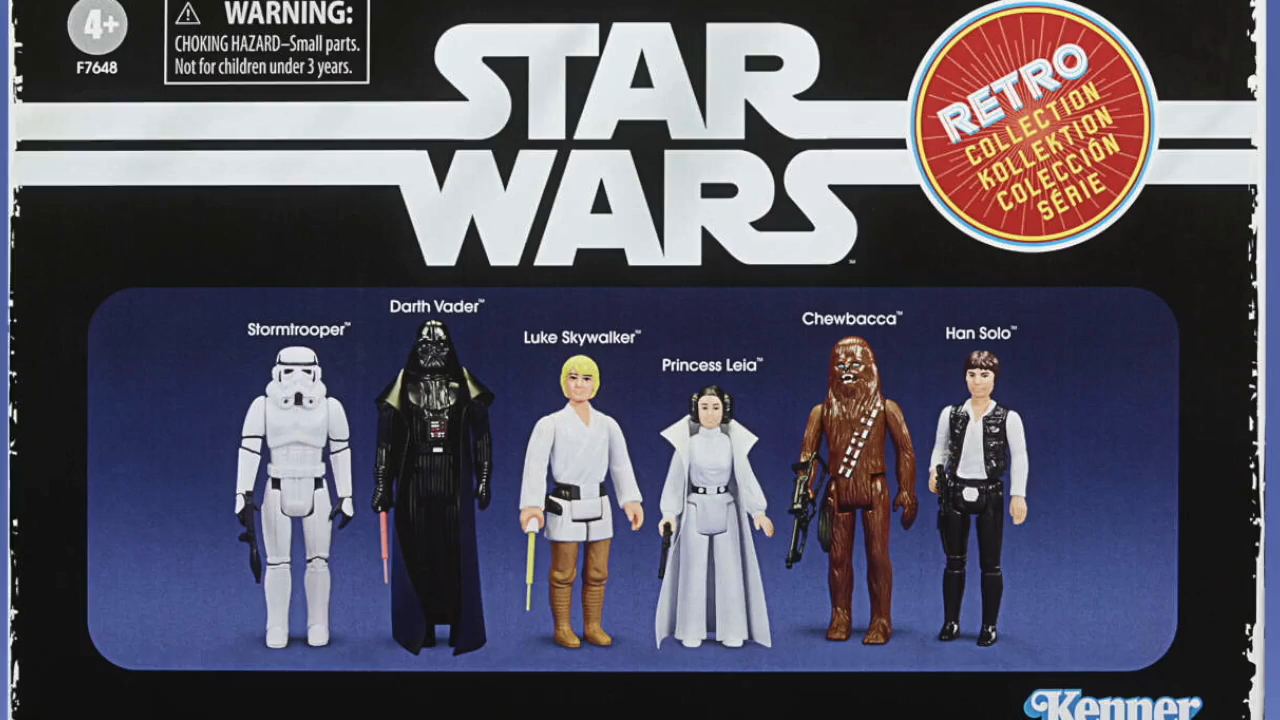 4+
F7648
⚠ WARNING:
CHOKING HAZARD–Small parts.
Not for children under 3 years.
STAR
WARS™
RETRO
COLLECTION
KOLLEKTION
COLECCIÓN
SÉRIE
Stormtrooper™
Darth Vader™
Luke Skywalker™
Princess Leia™
Chewbacca™
Han Solo™
Kenner